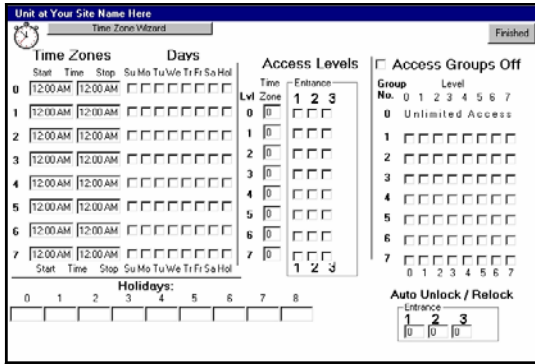 Unit at Your Site Name Here
Time Zone Wizard
Finished
Time Zones Days
Start Time Stop Su Mo Tu We Tr Fr Sa Hol
0 12:00 AM 12:00 AM
1 12:00 AM 12:00 AM
2 12:00 AM 12:00 AM
3 12:00 AM 12:00 AM
4 12:00 AM 12:00 AM
5 12:00 AM 12:00 AM
6 12:00 AM 12:00 AM
7 12:00 AM 12:00 AM
Start Time Stop Su Mo Tu We Tr Fr Sa Hol
Access Levels
Time Entrance
Lvl Zone 1 2 3
0 0
1 0
2 0
3 0
4 0
5 0
6 0
7 0
1 2 3
Access Groups Off
Group Level
No. 0 1 2 3 4 5 6 7
0 Unlimited Access
1
2
3
4
5
6
7
0 1 2 3 4 5 6 7
Holidays:
0 1 2 3 4 5 6 7 8
Auto Unlock / Relock
Entrance
1 2 3
0 0 0